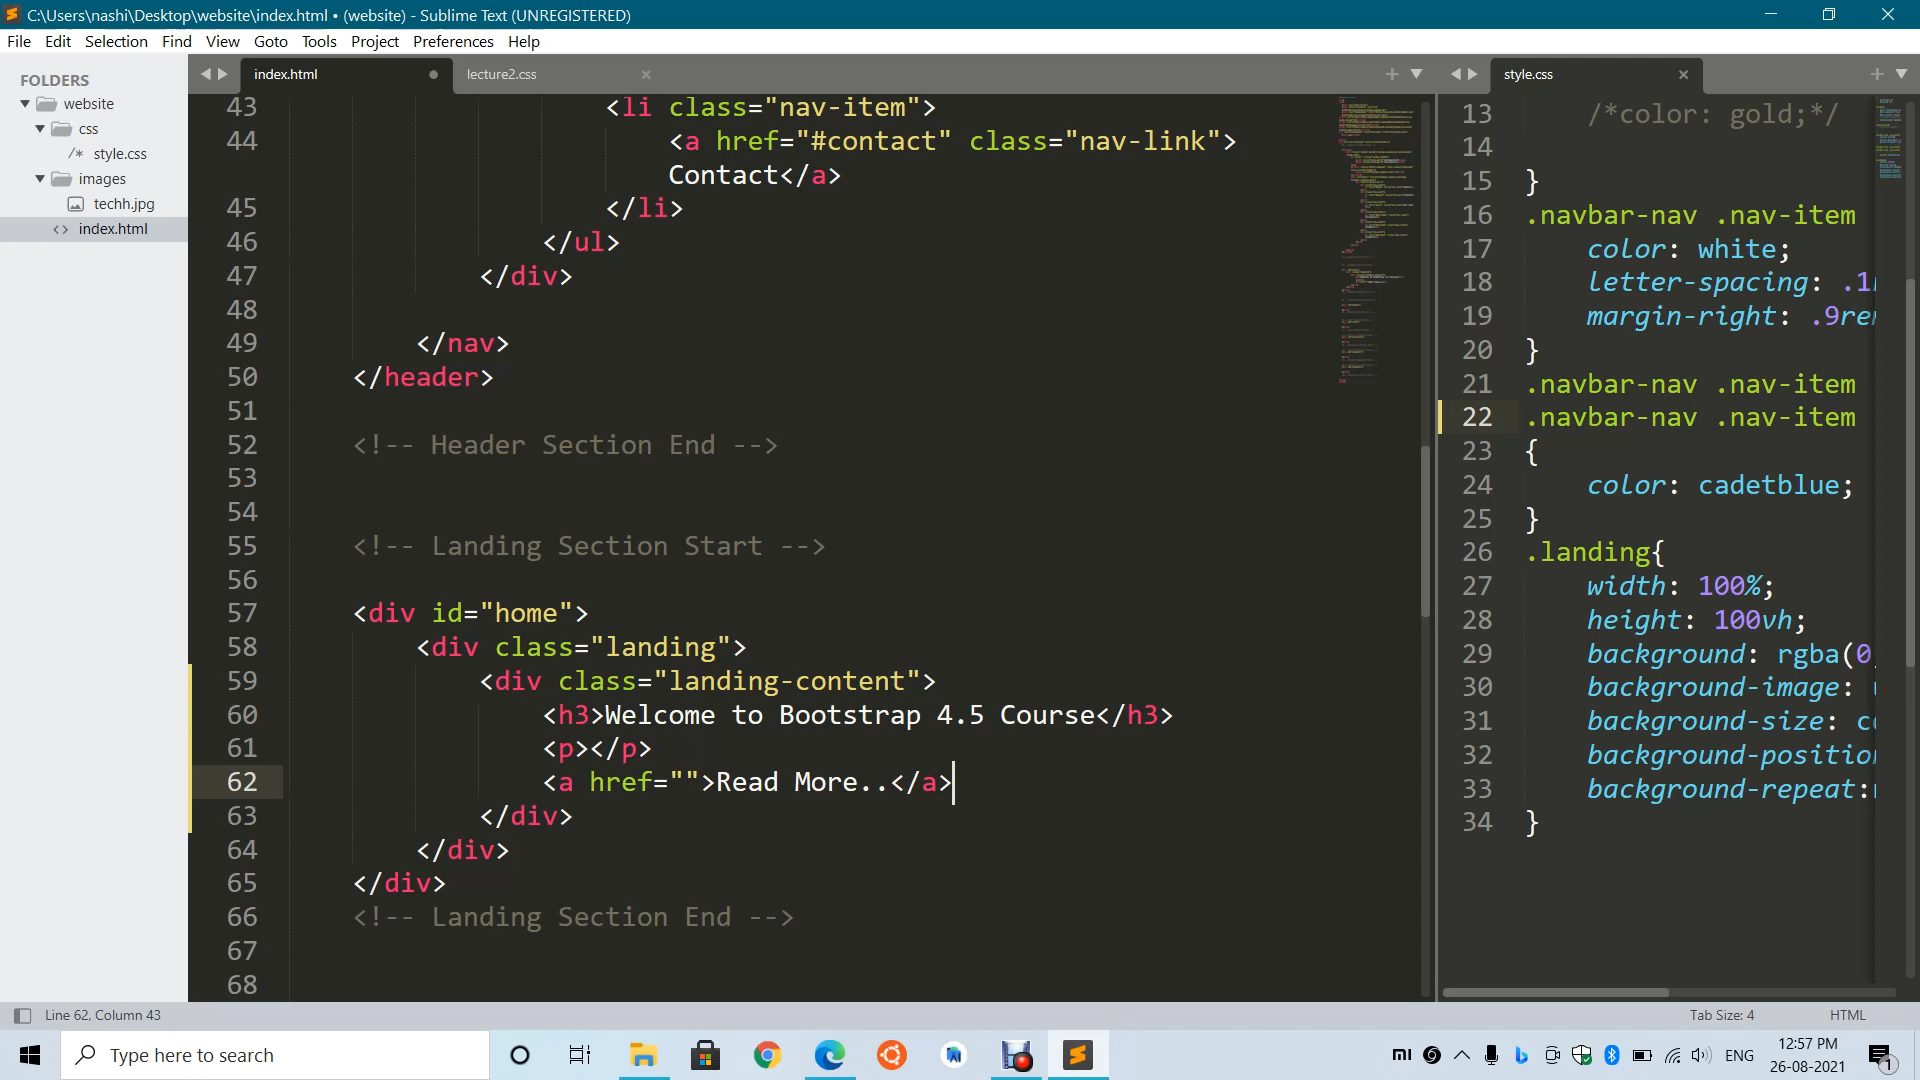 C:\Users\nashi\Desktop\website\index.html • (website) - Sublime Text (UNREGISTERED)
File Edit Selection Find View Goto Tools Project Preferences Help
FOLDERS
website
css
/* style.css
images
techh.jpg
<> index.html
index.html
lecture2.css
43 <li class="nav-item">
44 <a href="#contact" class="nav-link">
Contact</a>
45 </li>
46 </ul>
47 </div>
48
49 </nav>
50 </header>
51
52 <!-- Header Section End -->
53
54
55 <!-- Landing Section Start -->
56
57 <div id="home">
58 <div class="landing">
59 <div class="landing-content">
60 <h3>Welcome to Bootstrap 4.5 Course</h3>
61 <p></p>
62 <a href="">Read More..</a>
63 </div>
64 </div>
65 </div>
66 <!-- Landing Section End -->
67
68
style.css
13 /*color: gold;*/
14
15 }
16 .navbar-nav .nav-item
17 color: white;
18 letter-spacing: .1
19 margin-right: .9re
20 }
21 .navbar-nav .nav-item
22 .navbar-nav .nav-item
23 {
24 color: cadetblue;
25 }
26 .landing{
27 width: 100%;
28 height: 100vh;
29 background: rgba(0
30 background-image:
31 background-size: c
32 background-position
33 background-repeat:
34 }
Line 62, Column 43
Tab Size: 4
HTML
Type here to search
ENG
12:57 PM
26-08-2021
1